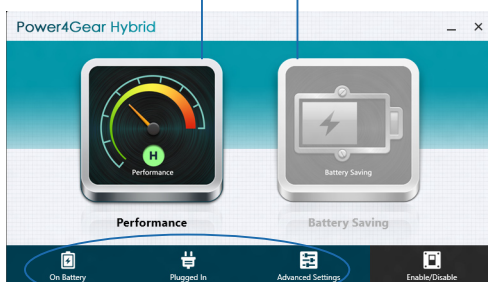 Power4Gear Hybrid
H
Performance
Battery Saving
Performance
Battery Saving
On Battery
Plugged In
Advanced Settings
Enable/Disable